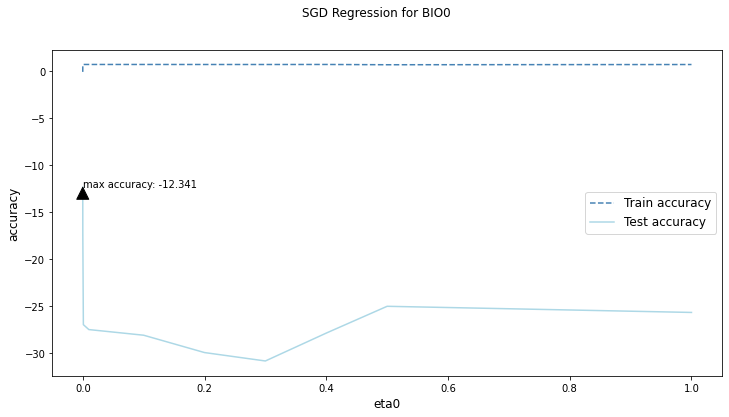 SGD Regression for BIO0
accuracy
0
−5
−10
−15
−20
−25
−30
max accuracy: -12.341
Train accuracy
Test accuracy
0.0
0.2
0.4
0.6
0.8
1.0
eta0